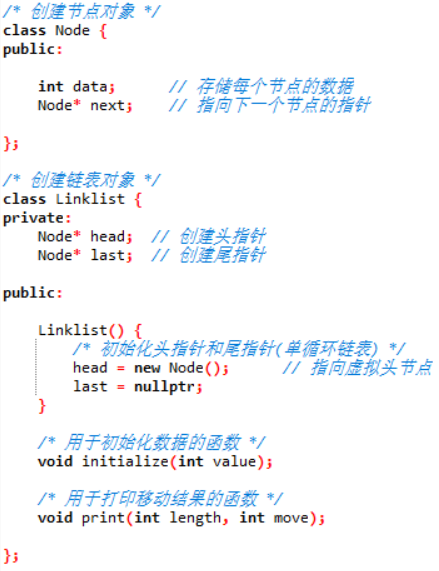 /* 创建节点对象 */
class Node {
public:
int data; // 存储每个节点的数据
Node* next; // 指向下一个节点的指针
};
/* 创建链表对象 */
class Linklist {
private:
Node* head; // 创建头指针
Node* last; // 创建尾指针
public:
Linklist() {
/* 初始化头指针和尾指针(单循环链表) */
head = new Node(); // 指向虚拟头节点
last = nullptr;
}
/* 用于初始化数据的函数 */
void initialize(int value);
/* 用于打印移动结果的函数 */
void print(int length, int move);
};